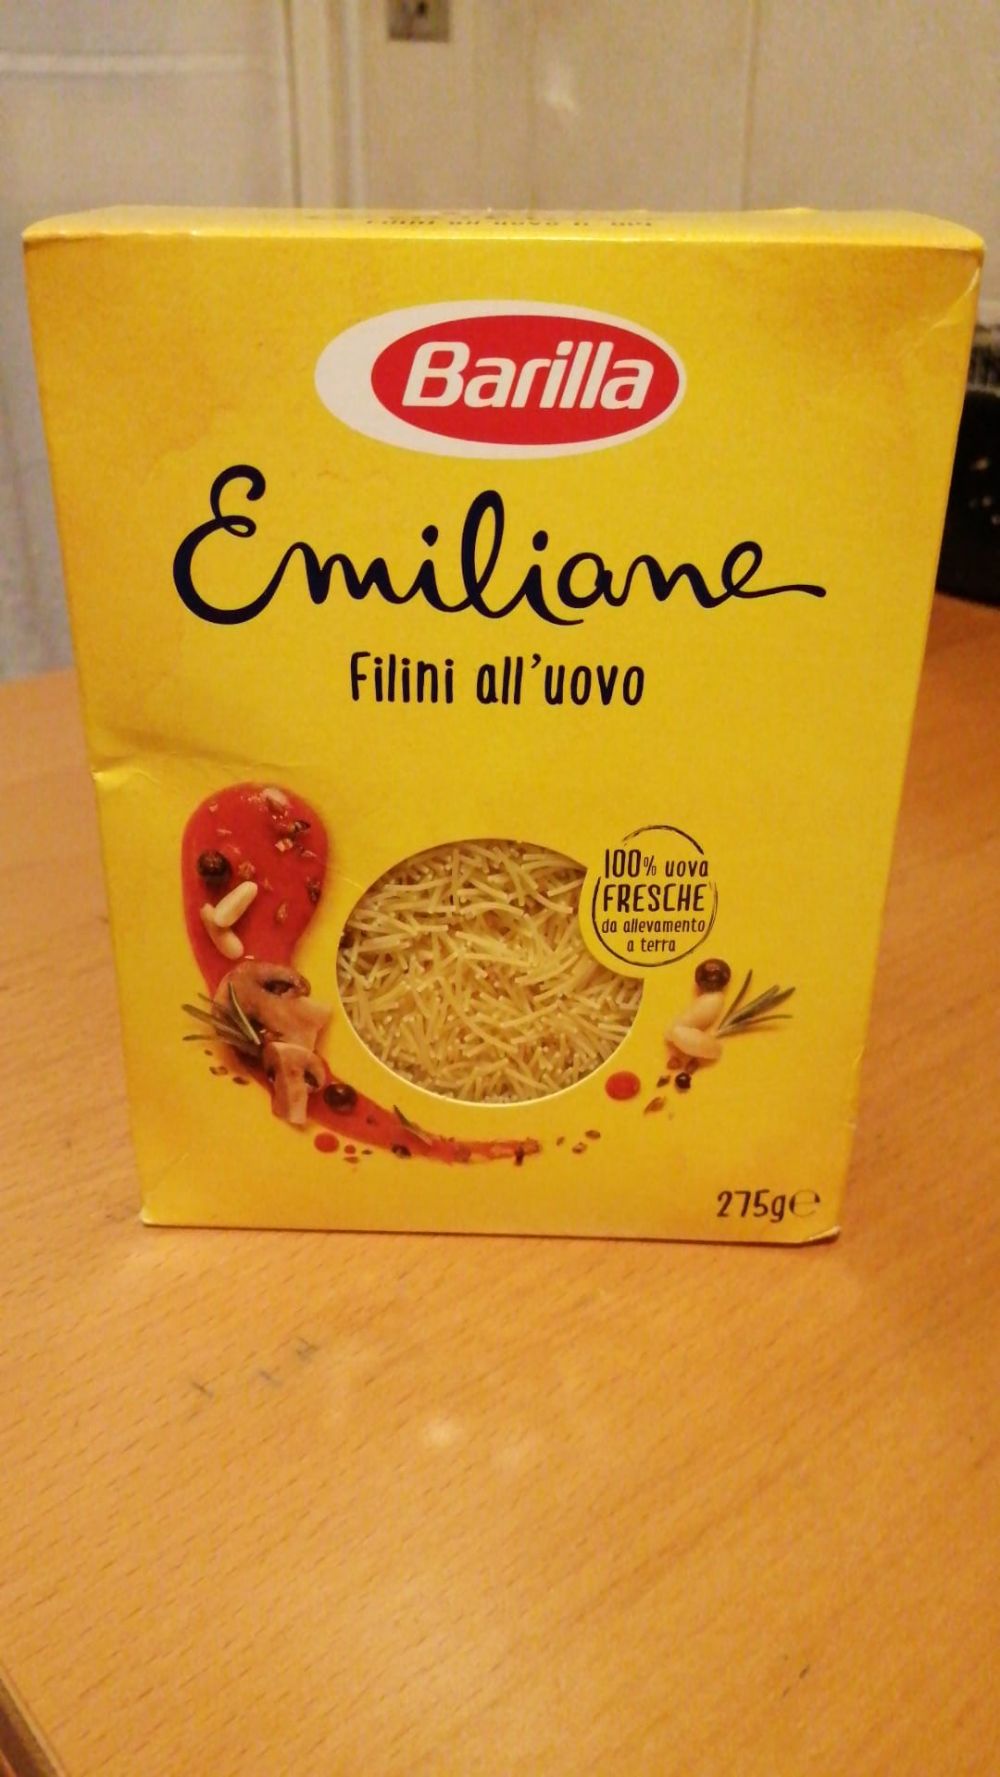 Barilla
Emiliane
Filini all'uovo
100% uova
FRESCHE
da allevamento
a terra
275g℮